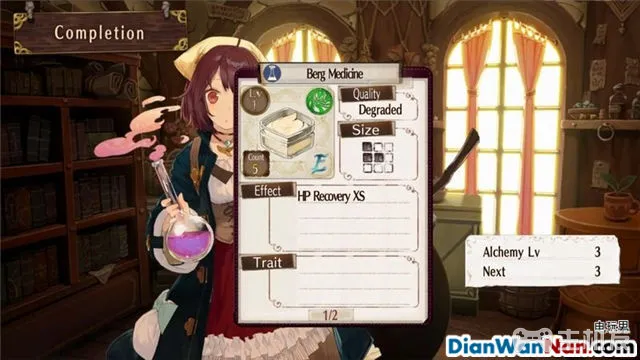 Completion
Berg Medicine
Lv
1
Quality
Degraded
Size
Count
5
E
Effect
HP Recovery XS
Trait
1/2
Alchemy Lv 3
Next 3
电玩男
DianWanNan.com